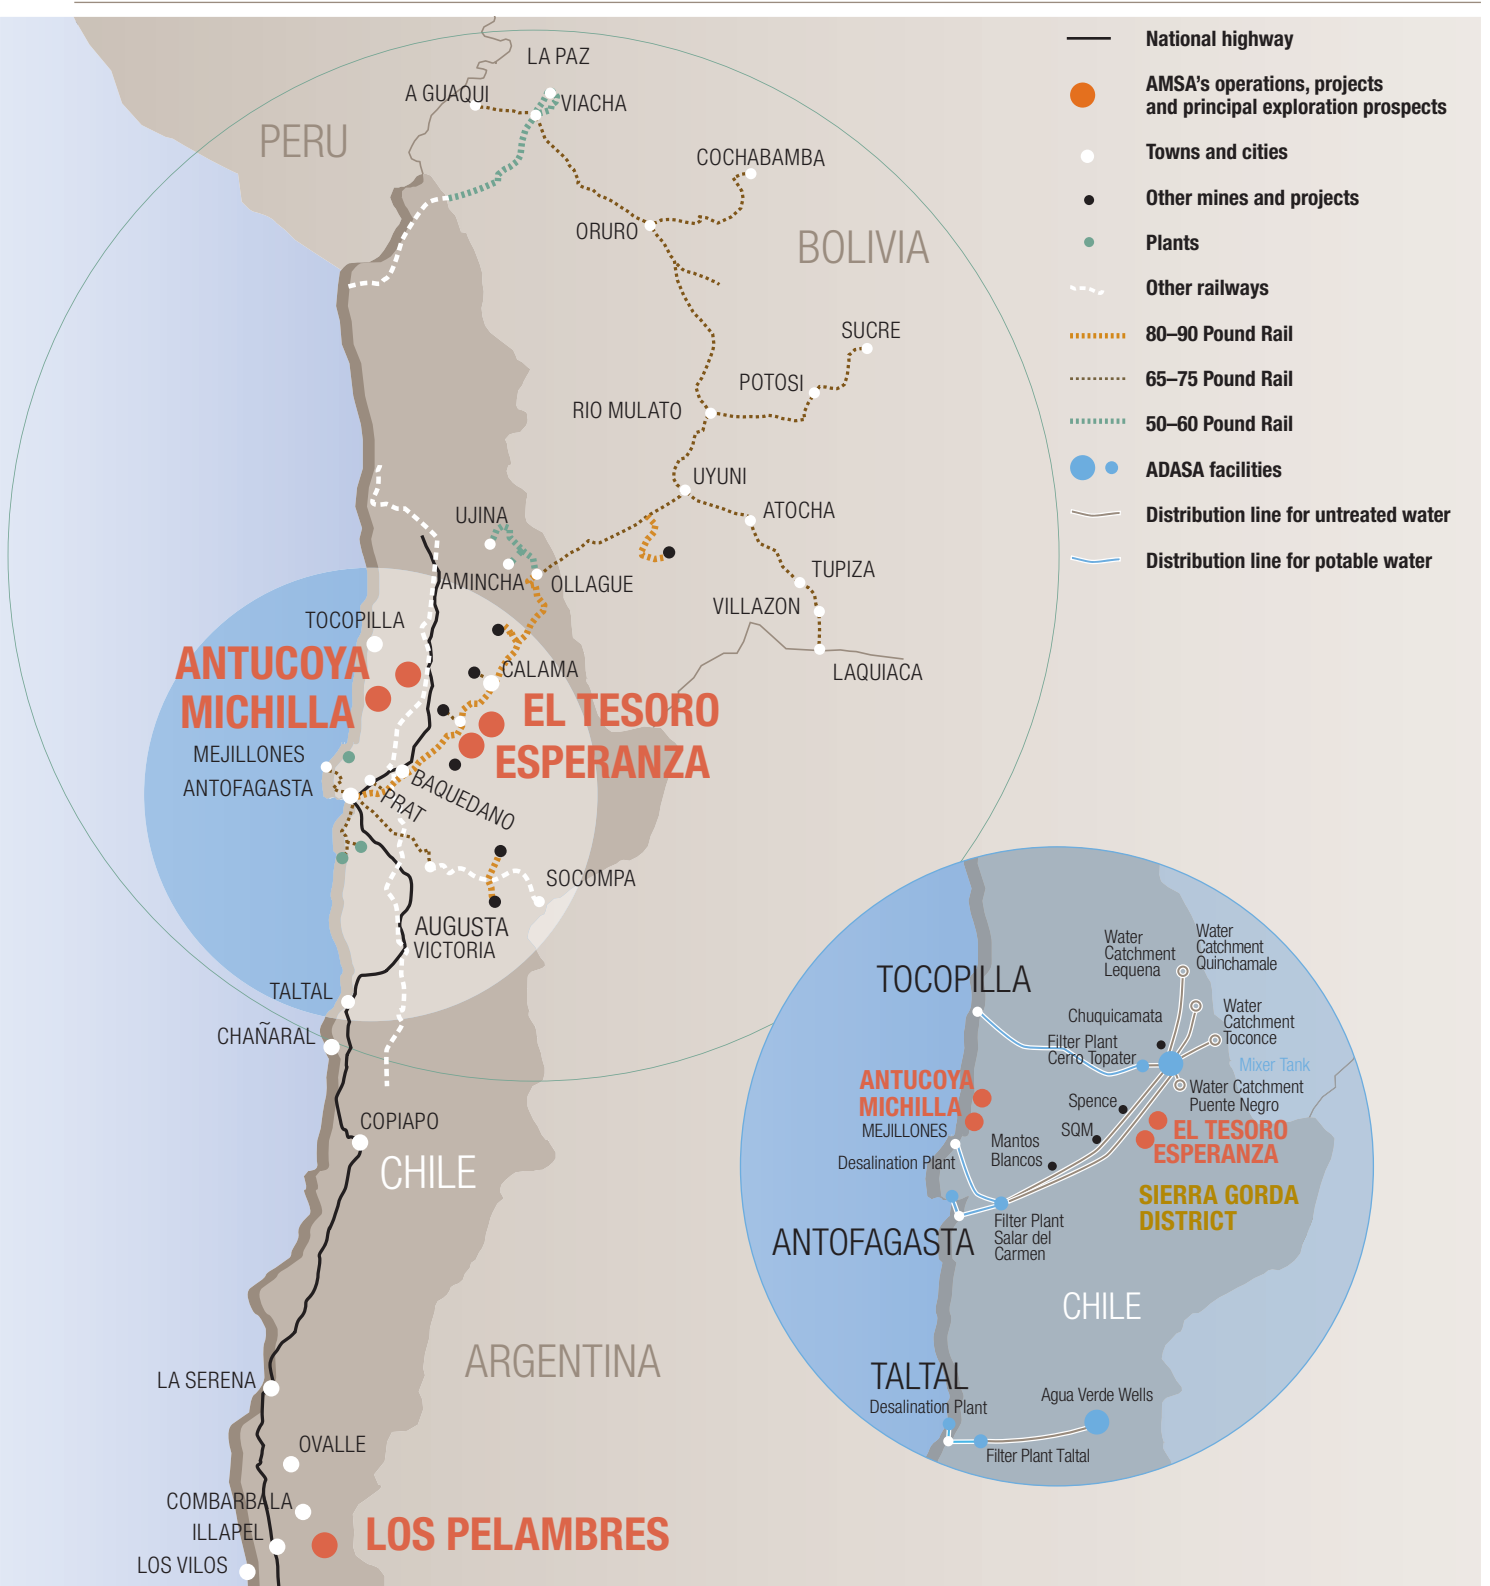 LA PAZ
A GUAQUI
VIACHA
PERU
COCHABAMBA
ORURO
BOLIVIA
SUCRE
POTOSI
RIO MULATO
UYUNI
ATOCHA
UJINA
AMINCHA
OLLAGUE
TUPIZA
VILLAZON
LAQUIACA
TOCOPILLA
ANTUCOYA
MICHILLA
CALAMA
EL TESORO
ESPERANZA
MEJILLONES
ANTOFAGASTA
BAQUEDANO
PRAT
SOCOMPA
AUGUSTA
VICTORIA
TALTAL
CHAÑARAL
COPIAPO
CHILE
ARGENTINA
LA SERENA
OVALLE
COMBARBALA
ILLAPEL
LOS PELAMBRES
LOS VILOS
National highway
AMSA's operations, projects
and principal exploration prospects
Towns and cities
Other mines and projects
Plants
Other railways
80–90 Pound Rail
65–75 Pound Rail
50–60 Pound Rail
ADASA facilities
Distribution line for untreated water
Distribution line for potable water
Water
Catchment
Lequena
Water
Catchment
Quinchamale
TOCOPILLA
Water
Catchment
Toconce
Chuquicamata
Filter Plant
Cerro Topater
Mixer Tank
Water Catchment
Puente Negro
ANTUCOYA
MICHILLA
MEJILLONES
Spence
SQM
EL TESORO
ESPERANZA
Mantos
Blancos
Desalination Plant
SIERRA GORDA
DISTRICT
Filter Plant
Salar del
Carmen
ANTOFAGASTA
CHILE
TALTAL
Desalination Plant
Agua Verde Wells
Filter Plant Taltal